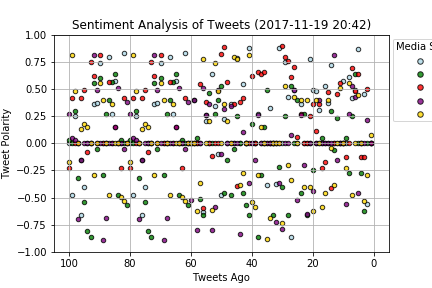 Sentiment Analysis of Tweets (2017-11-19 20:42)
Media S
1.00
0.75
0.50
0.25
0.00
−0.25
−0.50
−0.75
−1.00
Tweet Polarity
100 80 60 40 20 0
Tweets Ago